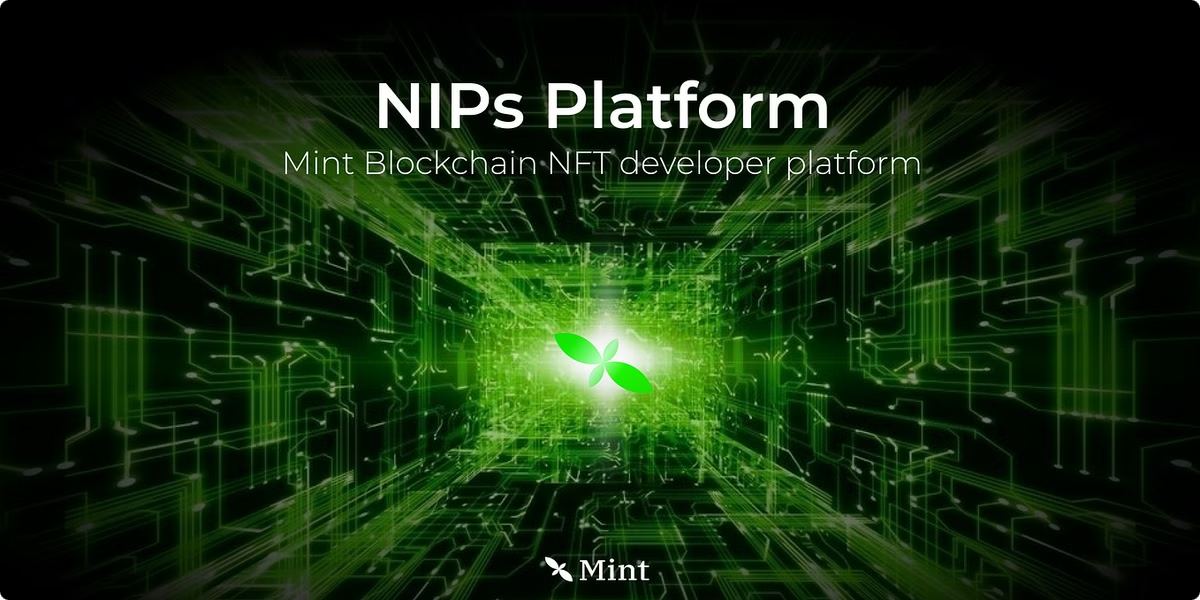 NIPs Platform
Mint Blockchain NFT developer platform
Mint